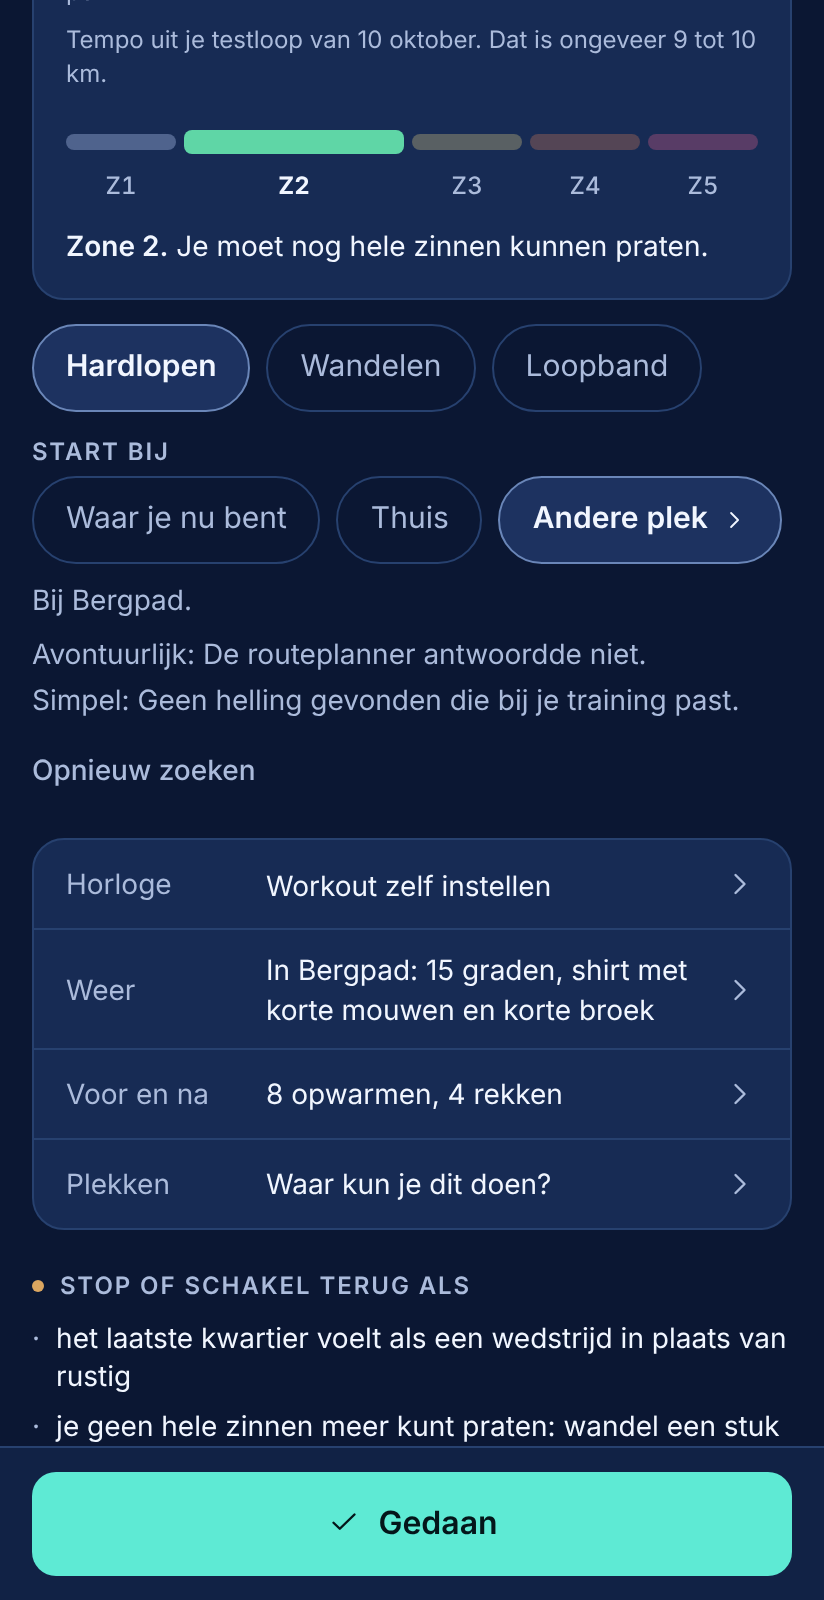 Tempo uit je testloop van 10 oktober. Dat is ongeveer 9 tot 10
km.
Z1 Z2 Z3 Z4 Z5
Zone 2. Je moet nog hele zinnen kunnen praten.
Hardlopen Wandelen Loopband
START BIJ
Waar je nu bent Thuis Andere plek
Bij Bergpad.
Avontuurlijk: De routeplanner antwoordde niet.
Simpel: Geen helling gevonden die bij je training past.
Opnieuw zoeken
Horloge Workout zelf instellen
Weer In Bergpad: 15 graden, shirt met
korte mouwen en korte broek
Voor en na 8 opwarmen, 4 rekken
Plekken Waar kun je dit doen?
STOP OF SCHAKEL TERUG ALS
· het laatste kwartier voelt als een wedstrijd in plaats van
rustig
· je geen hele zinnen meer kunt praten: wandel een stuk
Gedaan